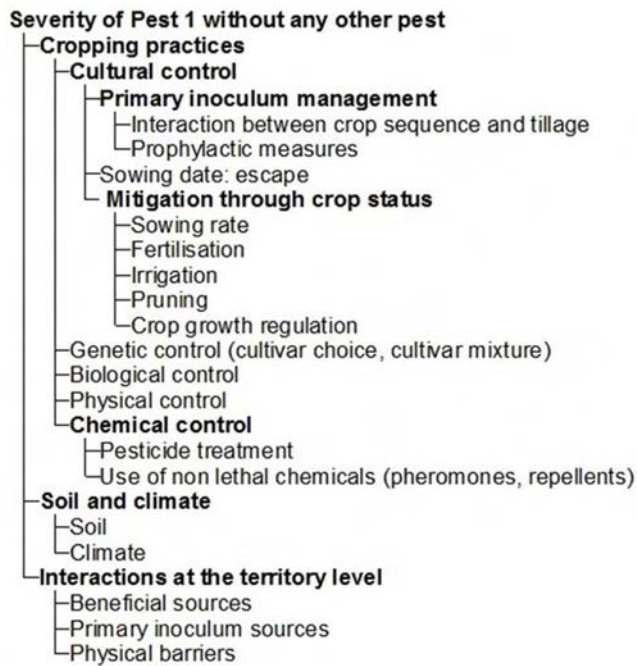 Severity of Pest 1 without any other pest
Cropping practices
Cultural control
Primary inoculum management
Interaction between crop sequence and tillage
Prophylactic measures
Sowing date: escape
Mitigation through crop status
Sowing rate
Fertilisation
Irrigation
Pruning
Crop growth regulation
Genetic control (cultivar choice, cultivar mixture)
Biological control
Physical control
Chemical control
Pesticide treatment
Use of non lethal chemicals (pheromones, repellents)
Soil and climate
Soil
Climate
Interactions at the territory level
Beneficial sources
Primary inoculum sources
Physical barriers